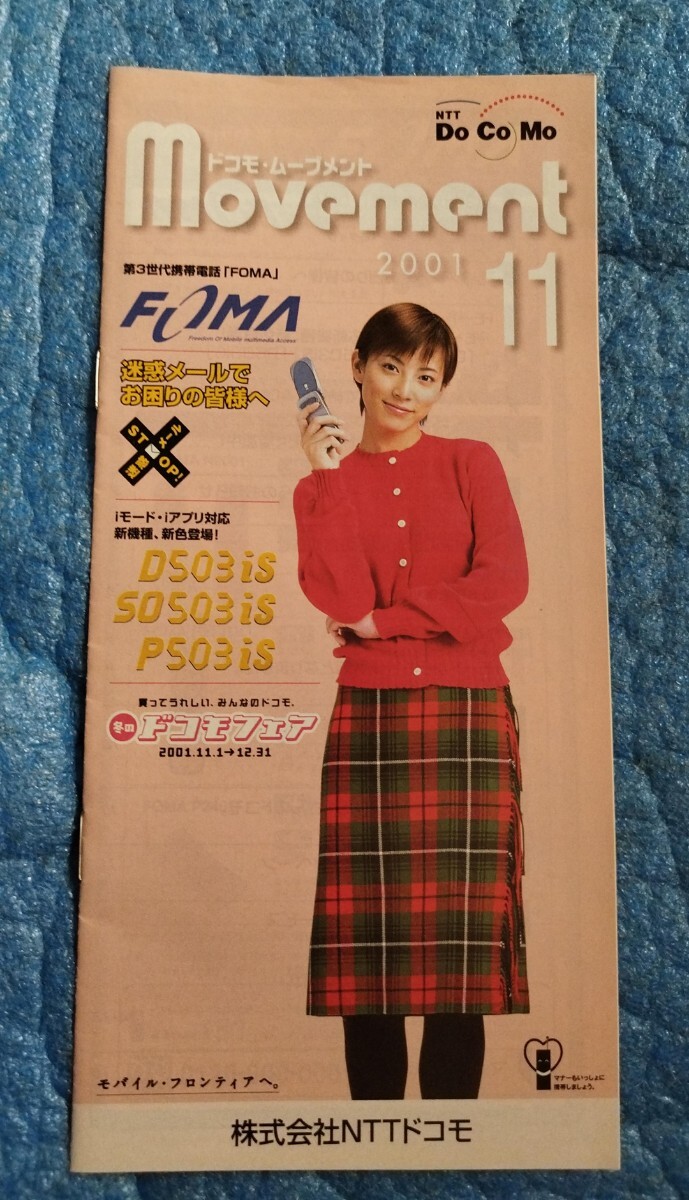 NTT
DoCoMo
ドコモ・ムーブメント
movement
2001
11
第3世代携帯電話「FOMA」
FOMA
Freedom Of Mobile multimedia Access
迷惑メールで
お困りの皆様へ
迷惑メール
STOP!
iモード・iアプリ対応
新機種、新色登場!
D503iS
SO503iS
P503iS
買ってうれしい、みんなのドコモ。
冬のドコモフェア
2001.11.1→12.31
モバイル・フロンティアへ。
マナーもいっしょに
携帯しましょう。
株式会社NTTドコモ